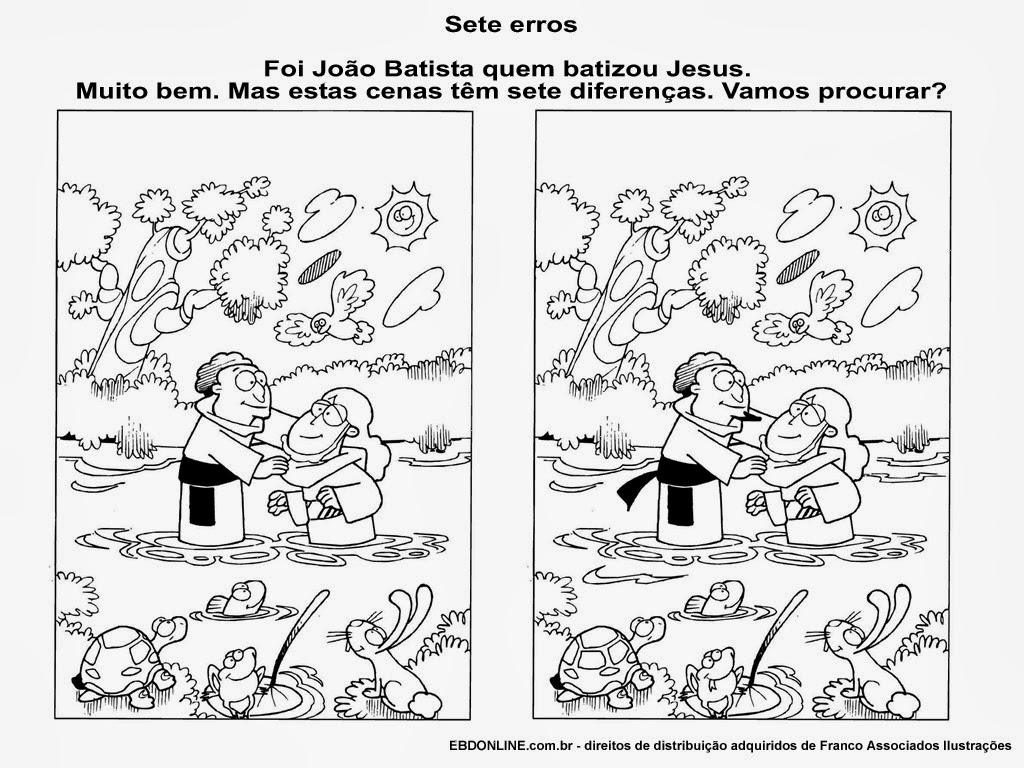 Sete erros
Foi João Batista quem batizou Jesus.
Muito bem. Mas estas cenas têm sete diferenças. Vamos procurar?
EBDONLINE.com.br - direitos de distribuição adquiridos de Franco Associados Ilustrações